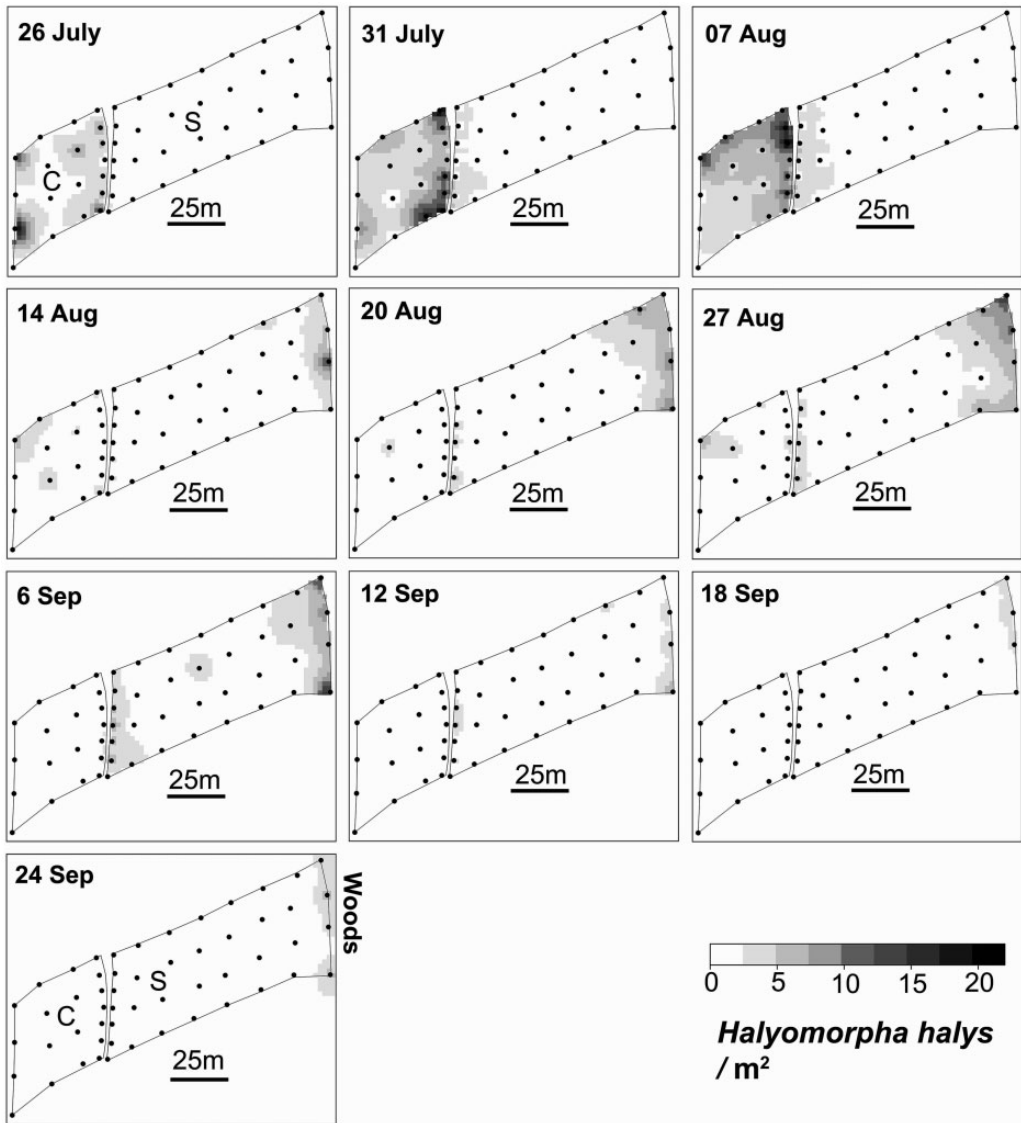 26 July
S
C
25m
31 July
25m
07 Aug
25m
14 Aug
25m
20 Aug
25m
27 Aug
25m
6 Sep
25m
12 Sep
25m
18 Sep
25m
24 Sep
Woods
S
C
25m
0 5 10 15 20
Halyomorpha halys
/ m²